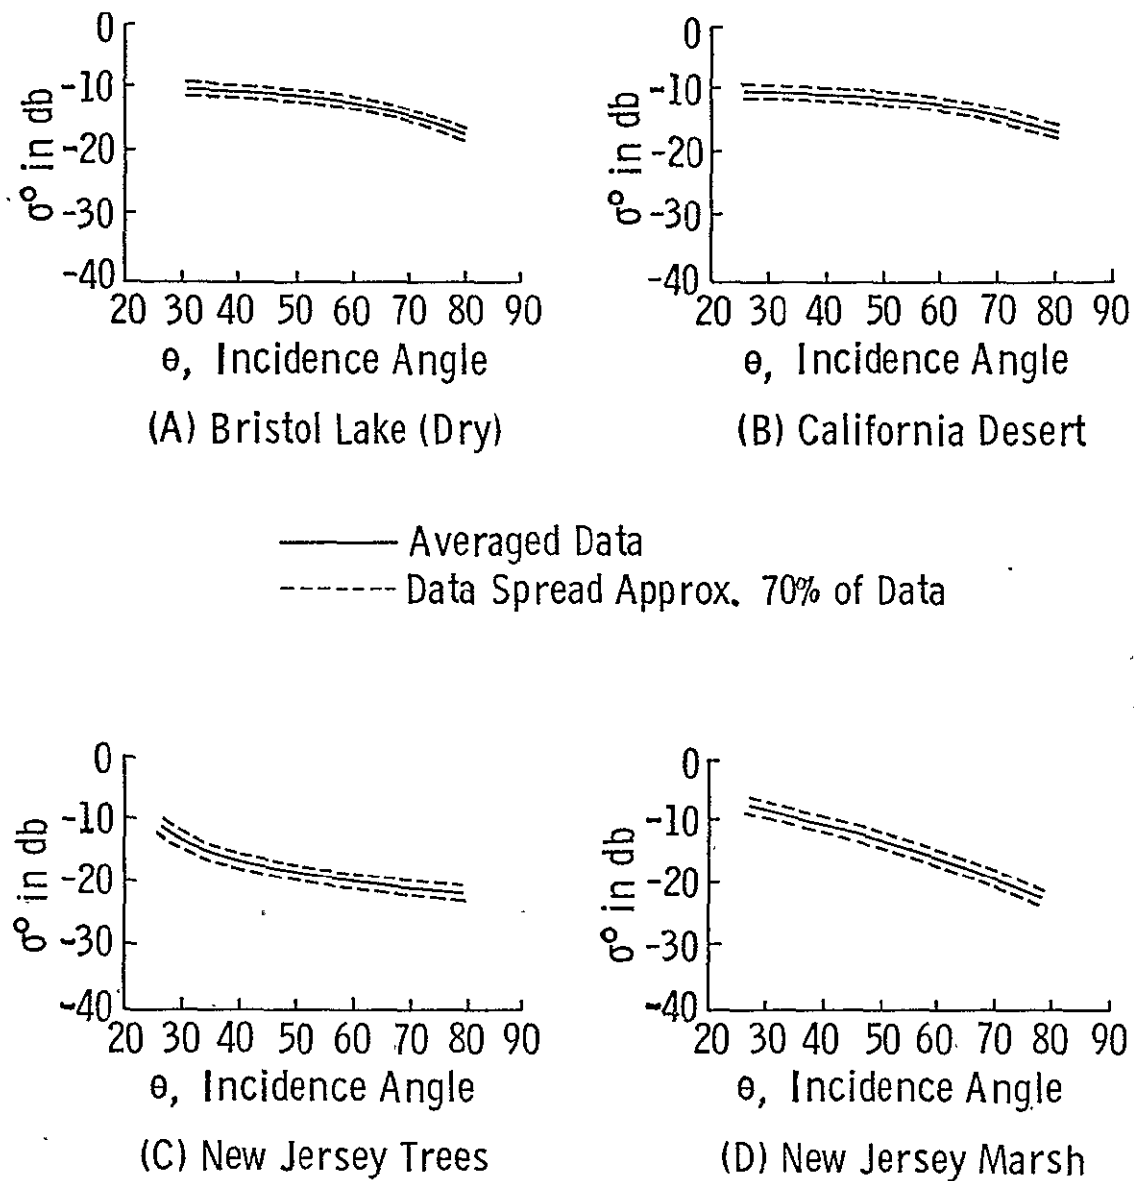 0
-10
-20
-30
-40
σ° in db
20 30 40 50 60 70 80 90
θ, Incidence Angle
(A) Bristol Lake (Dry)
0
-10
-20
-30
-40
σ° in db
20 30 40 50 60 70 80 90
θ, Incidence Angle
(B) California Desert
Averaged Data
Data Spread Approx. 70% of Data
0
-10
-20
-30
-40
σ° in db
20 30 40 50 60 70 80 90
θ, Incidence Angle
(C) New Jersey Trees
0
-10
-20
-30
-40
σ° in db
20 30 40 50 60 70 80 90
θ, Incidence Angle
(D) New Jersey Marsh